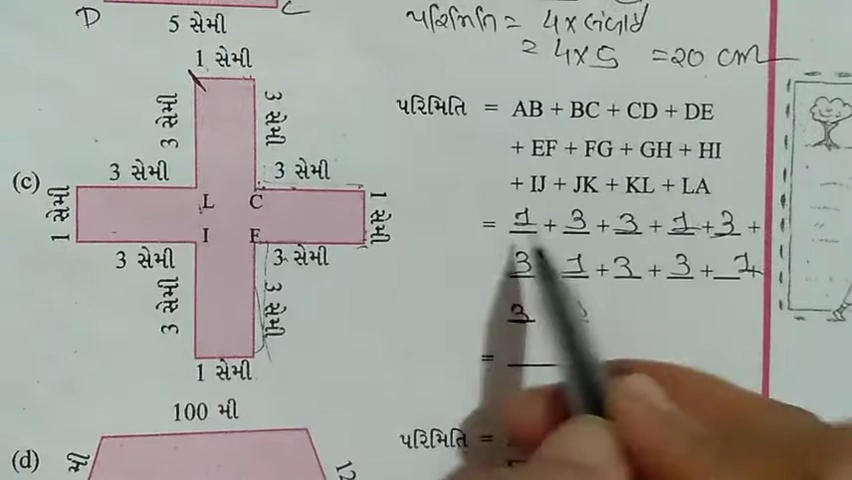 D C
5 સેમી
પરિમિતિ = 4 x લંબાઈ
= 4 x 5 = 20 cm
1 સેમી
3 સેમી
3 સેમી
પરિમિતિ = AB + BC + CD + DE
+ EF + FG + GH + HI
+ IJ + JK + KL + LA
(c)
3 સેમી
3 સેમી
1 સેમી
L C
1 સેમી
I F
3 સેમી
3 સેમી
3 સેમી
3 સેમી
1 સેમી
= 1 + 3 + 3 + 1 + 3 +
3 1 + 3 + 3 + 1 +
3
=
(d)
100 મી
મી
12
પરિમિતિ =